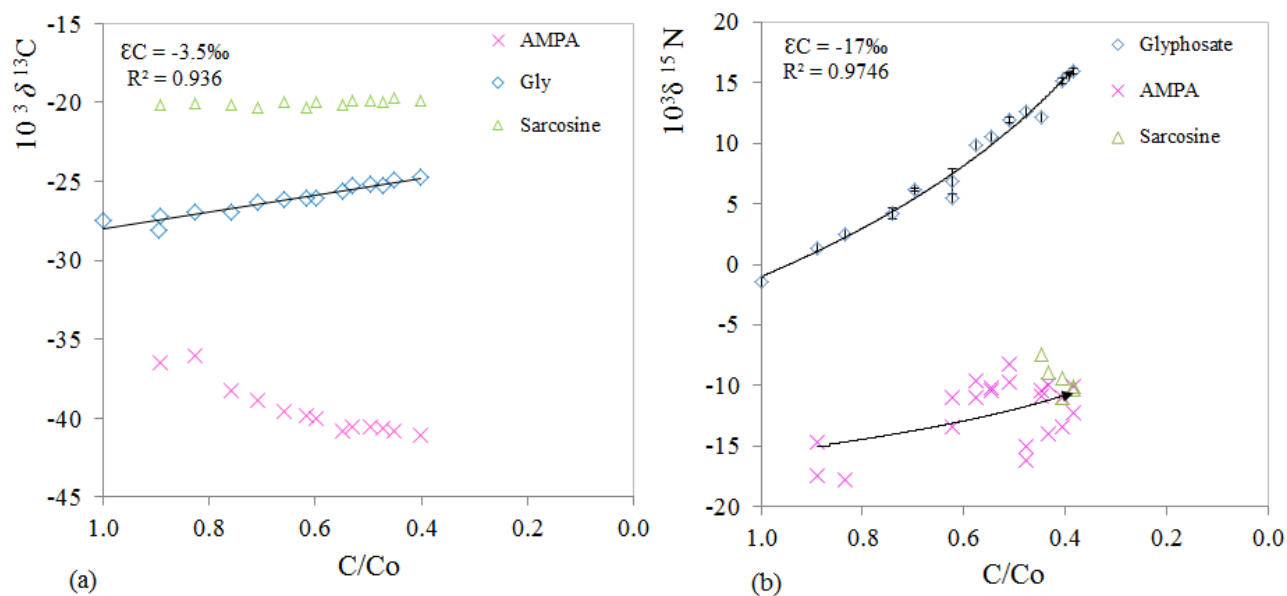 -15
-20
-25
-30
-35
-40
-45
10³ δ ¹³C
ƐC = -3.5‰
R² = 0.936
AMPA
Gly
Sarcosine
1.0 0.8 0.6 0.4 0.2 0.0
C/Co
(a)
20
15
10
5
0
-5
-10
-15
-20
10³δ ¹⁵ N
ƐC = -17‰
R² = 0.9746
Glyphosate
AMPA
Sarcosine
1.0 0.8 0.6 0.4 0.2 0.0
C/Co
(b)